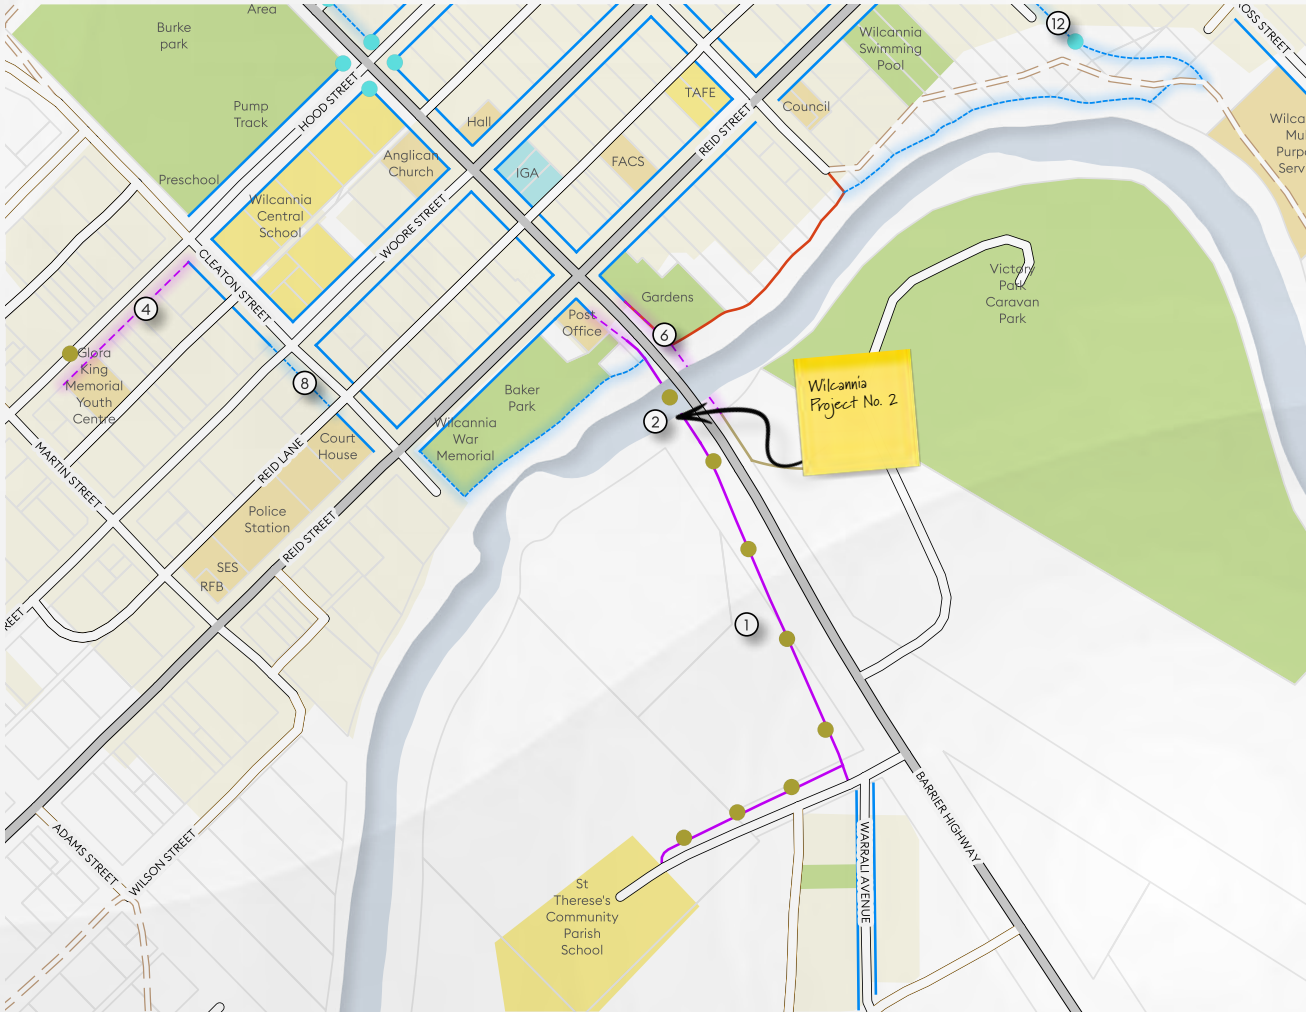 Area
Burke
park
12
Wilcannia
Swimming
Pool
Pump
Track
HOOD STREET
TAFE
Council
Hall
REID STREET
Anglican
Church
IGA
FACS
Preschool
Wilcannia
Central
School
WOORE STREET
CLEATON STREET
Gardens
Victory
Park
Caravan
Park
4
Post
Office
6
Gloria
King
Memorial
Youth
Centre
8
Baker
Park
Wilcannia
Project No. 2
2
Wilcannia
War
Memorial
Court
House
REID LANE
MARTIN STREET
Police
Station
REID STREET
SES
RFB
REET
1
BARRIER HIGHWAY
WARRALI AVENUE
ADAMS STREET
WILSON STREET
St
Therese's
Community
Parish
School
OSS STREET
Wilca
Mu
Purp
Serv